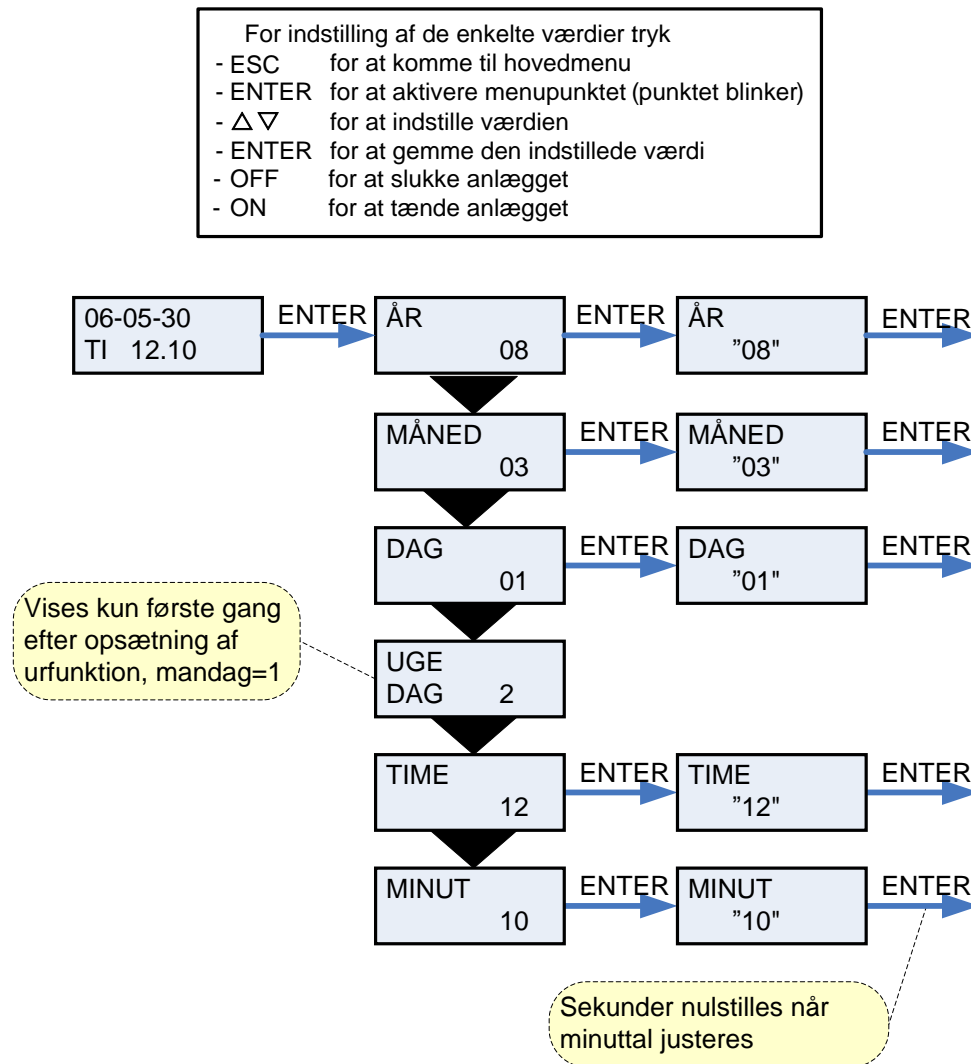 For indstilling af de enkelte værdier tryk
- ESC for at komme til hovedmenu
- ENTER for at aktivere menupunktet (punktet blinker)
- △▽ for at indstille værdien
- ENTER for at gemme den indstillede værdi
- OFF for at slukke anlægget
- ON for at tænde anlægget
06-05-30
TI 12.10
ENTER
ÅR
08
ENTER
ÅR
”08"
ENTER
MÅNED
03
ENTER
MÅNED
”03"
ENTER
DAG
01
ENTER
DAG
”01"
ENTER
Vises kun første gang
efter opsætning af
urfunktion, mandag=1
UGE
DAG 2
TIME
12
ENTER
TIME
”12"
ENTER
MINUT
10
ENTER
MINUT
”10"
ENTER
Sekunder nulstilles når
minuttal justeres